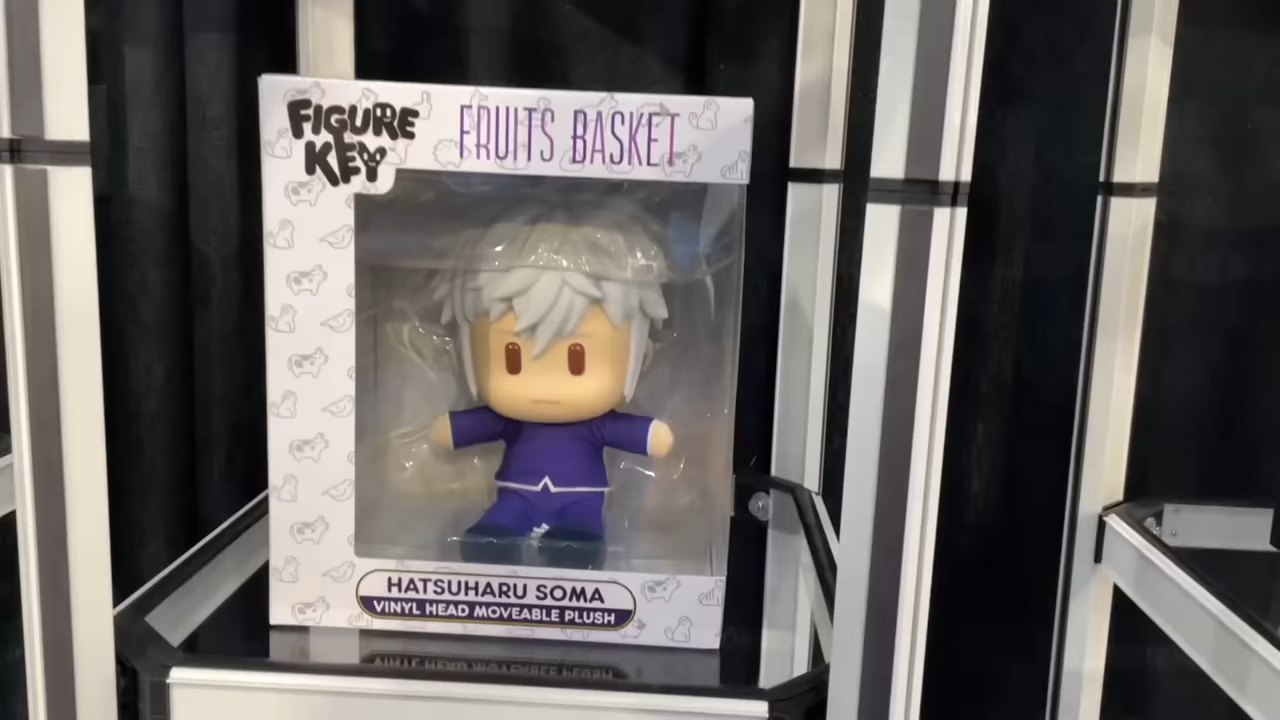 FIGURE
KEY
FRUITS BASKET
HATSUHARU SOMA
VINYL HEAD MOVEABLE PLUSH